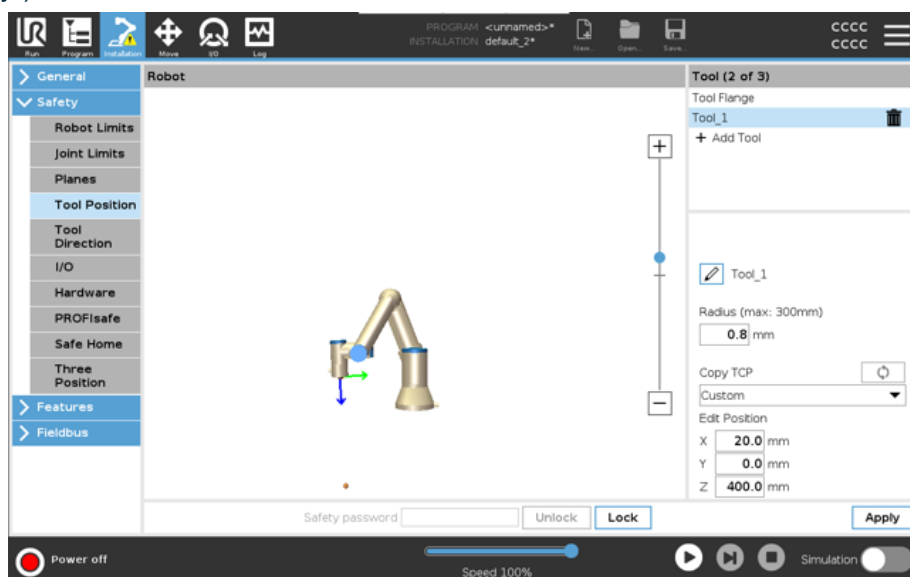 PROGRAM <unnamed>*
INSTALLATION default_2*
CCCC
CCCC
Run Program Installation Move I/O Log New... Open... Save...
General
Safety
Robot Limits
Joint Limits
Planes
Tool Position
Tool
Direction
I/O
Hardware
PROFIsafe
Safe Home
Three
Position
Features
Fieldbus
Robot
Tool (2 of 3)
Tool Flange
Tool_1
+ Add Tool
Tool_1
Radius (max: 300mm)
0.8 mm
Copy TCP
Custom
Edit Position
X 20.0 mm
Y 0.0 mm
Z 400.0 mm
Safety password Unlock Lock Apply
Power off
Speed 100%
Simulation